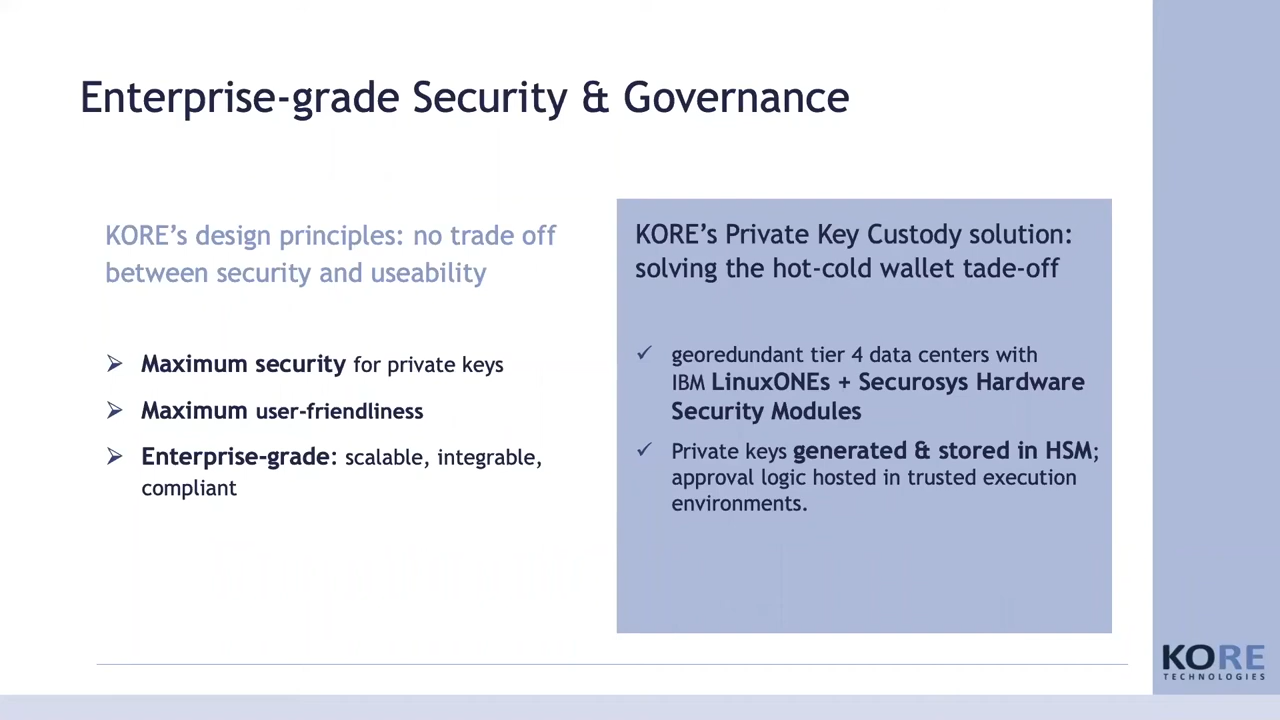 Enterprise-grade Security & Governance
KORE’s design principles: no trade off
between security and useability
➢ Maximum security for private keys
➢ Maximum user-friendliness
➢ Enterprise-grade: scalable, integrable,
compliant
KORE’s Private Key Custody solution:
solving the hot-cold wallet tade-off
✓ georedundant tier 4 data centers with
IBM LinuxONEs + Securosys Hardware
Security Modules
✓ Private keys generated & stored in HSM;
approval logic hosted in trusted execution
environments.
KORE
TECHNOLOGIES